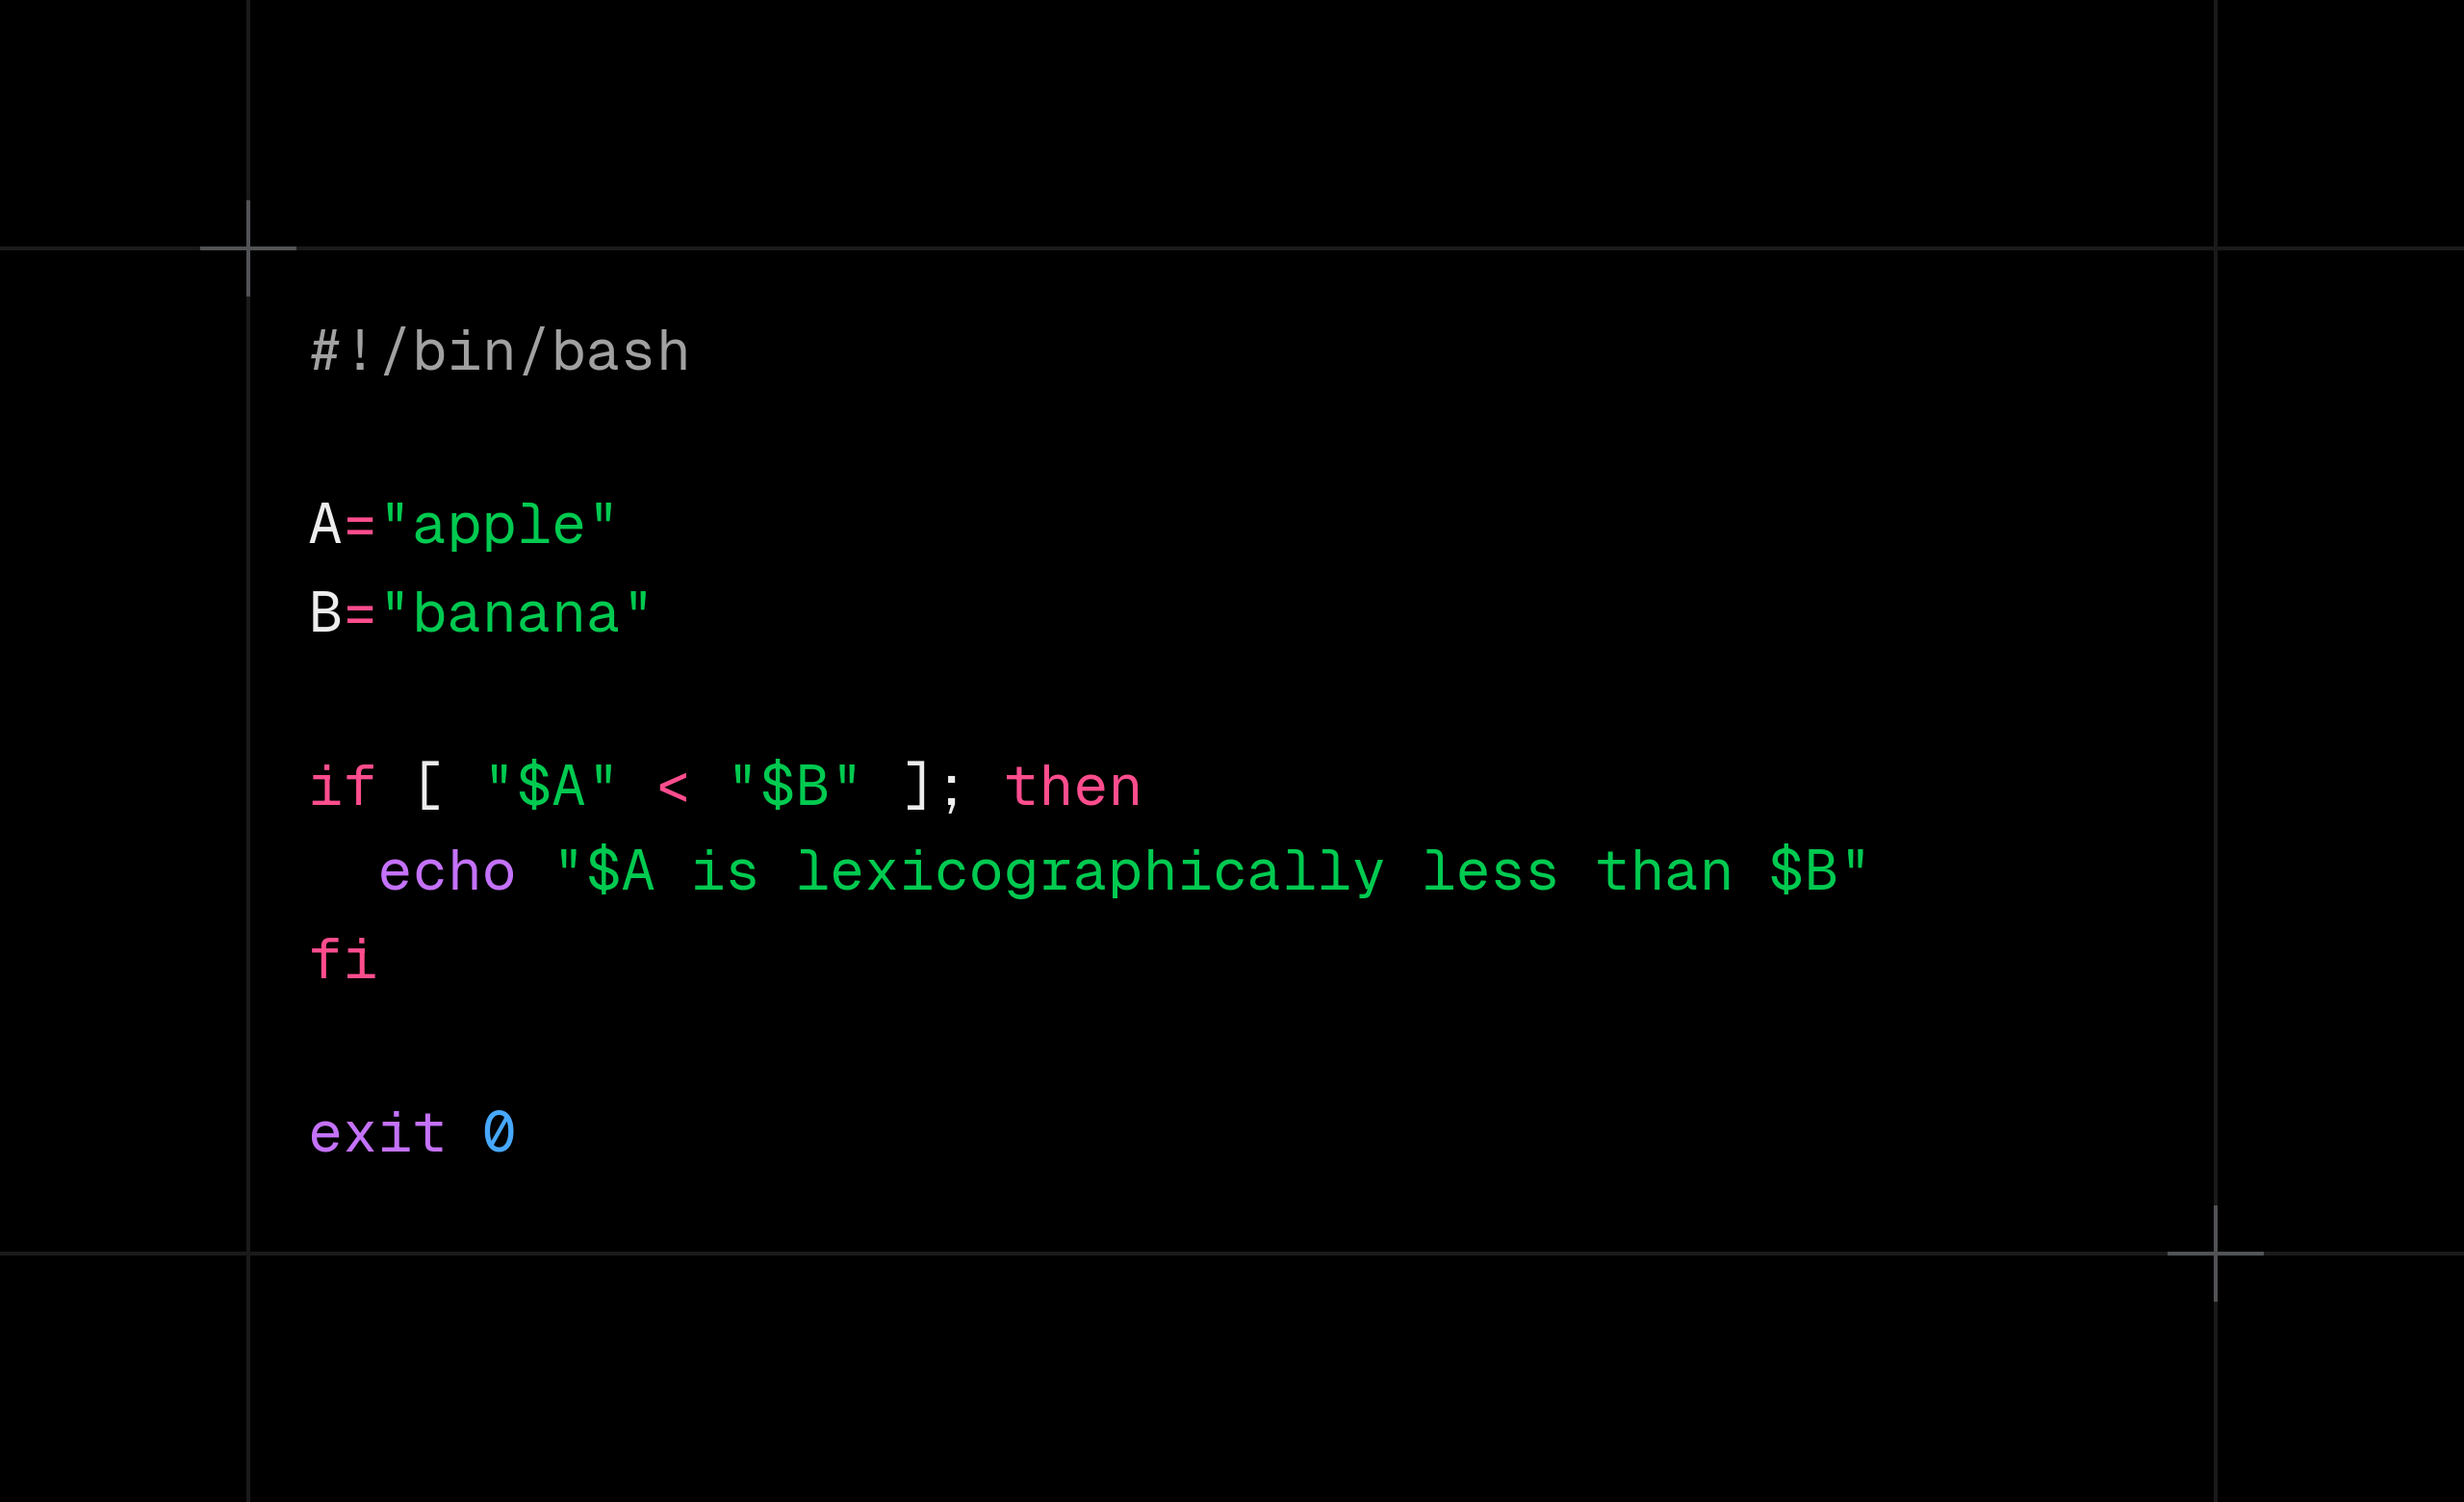 #!/bin/bash
A="apple"
B="banana"
if [ "$A" < "$B" ]; then
echo "$A is lexicographically less than $B"
fi
exit 0